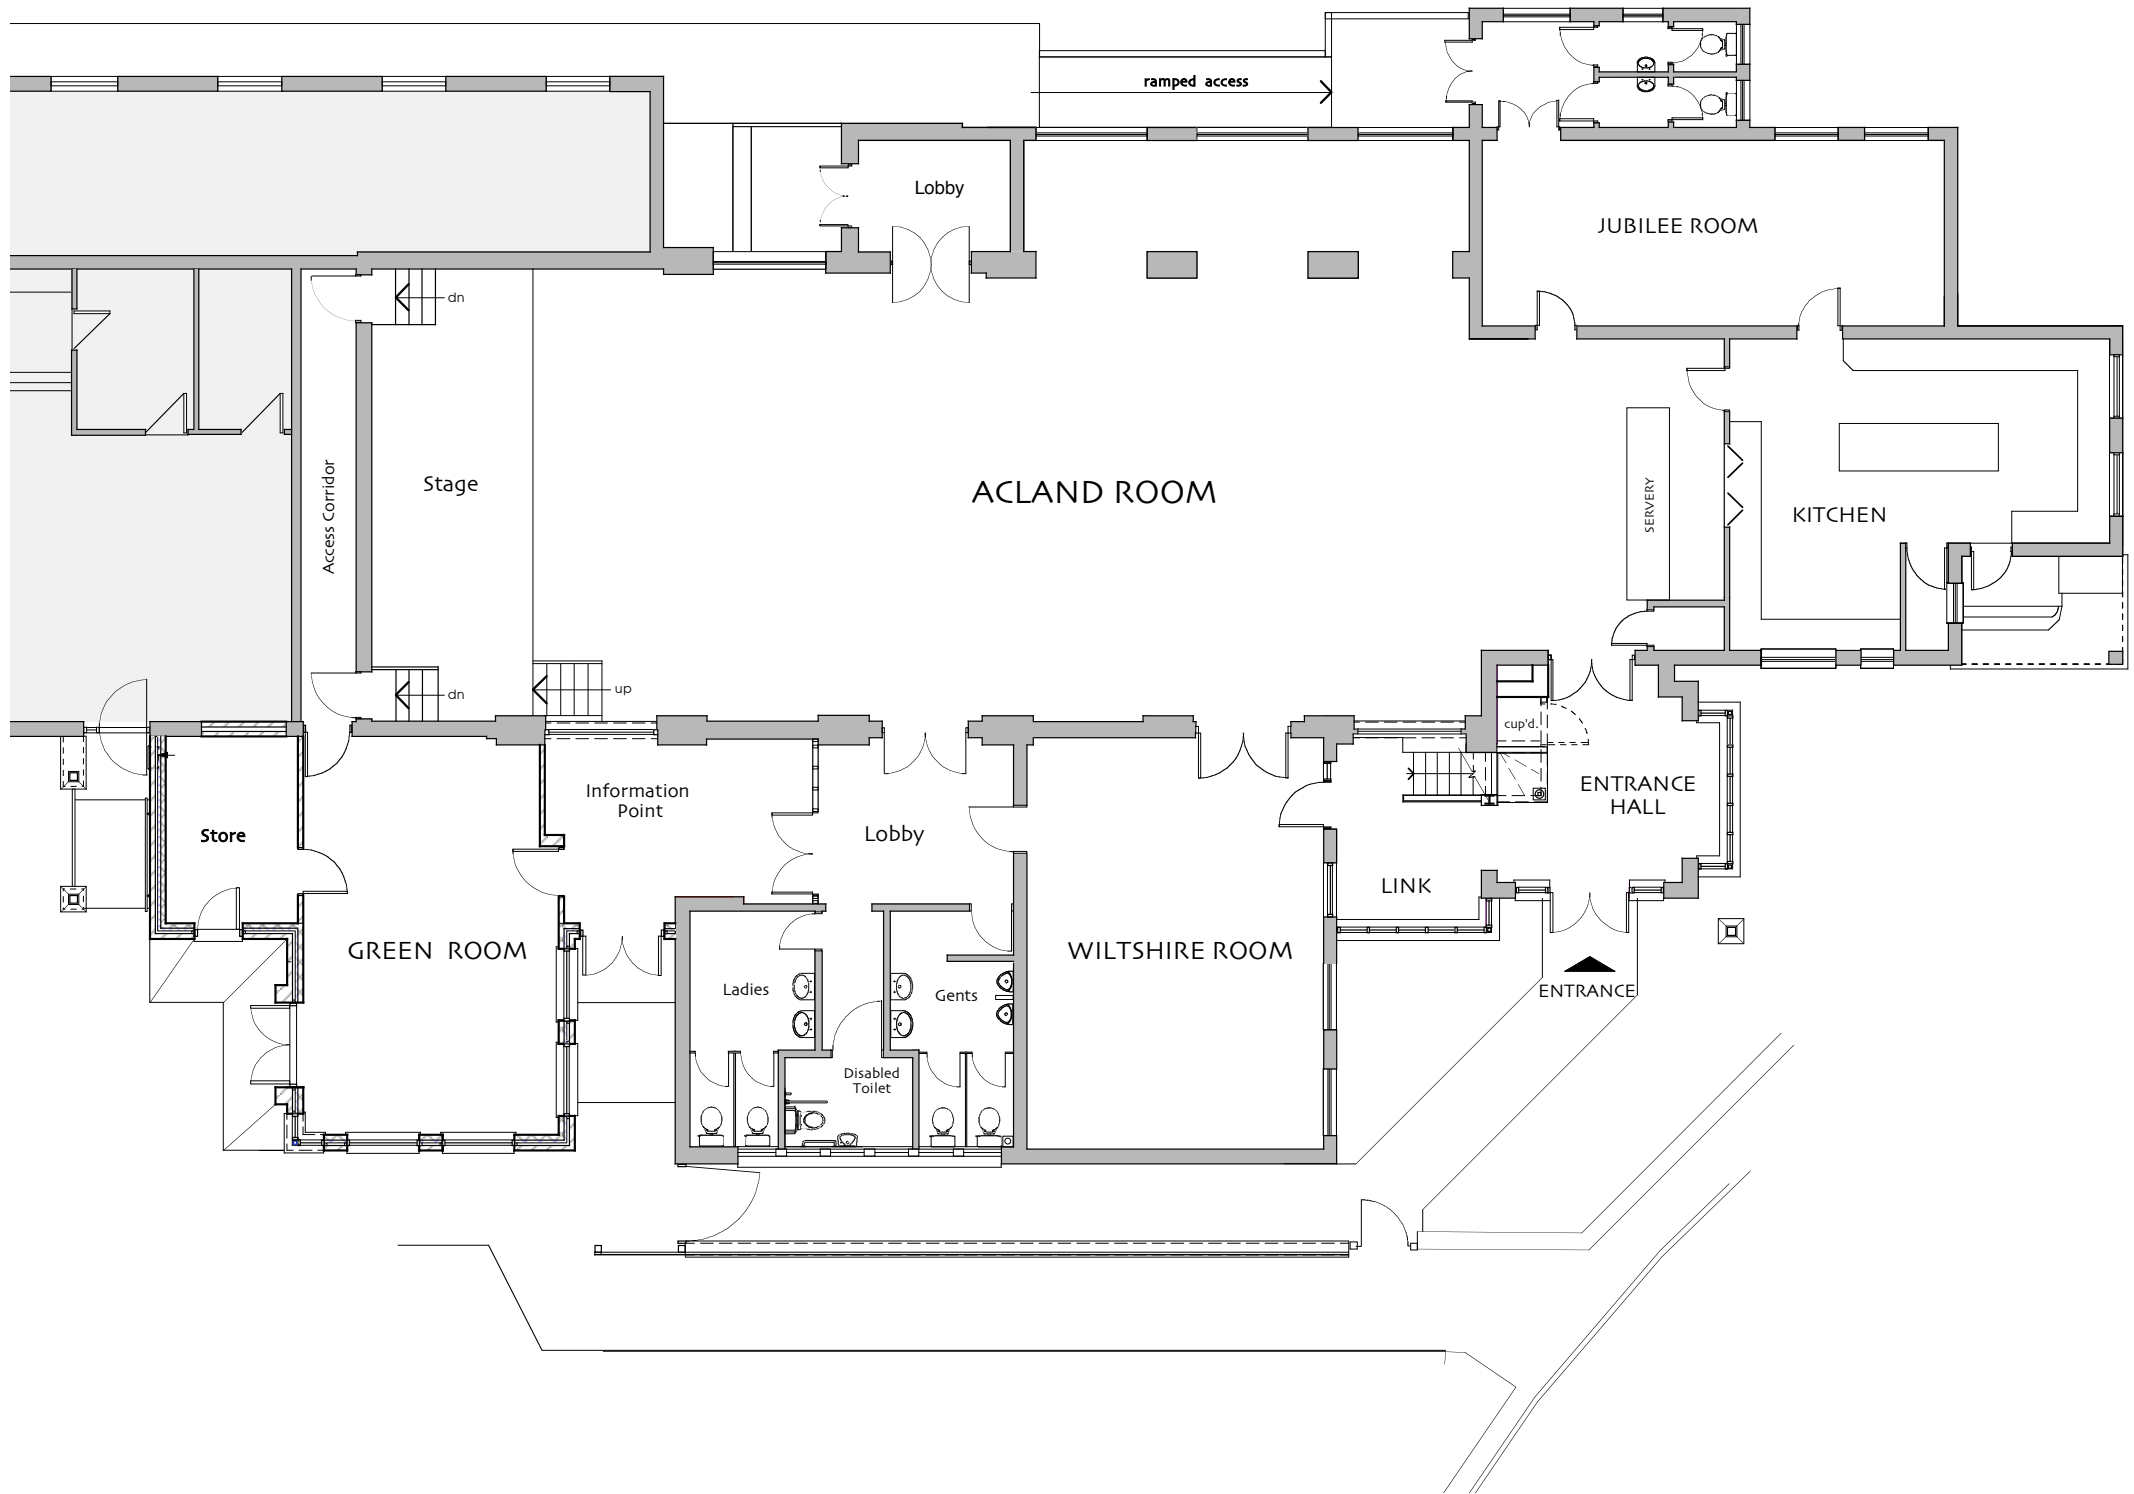 ramped access
Lobby
JUBILEE ROOM
dn
Access Corridor
Stage
ACLAND ROOM
SERVERY
KITCHEN
dn
up
cup'd.
Information
Point
ENTRANCE
HALL
Store
Lobby
LINK
GREEN ROOM
WILTSHIRE ROOM
Ladies
Gents
ENTRANCE
Disabled
Toilet